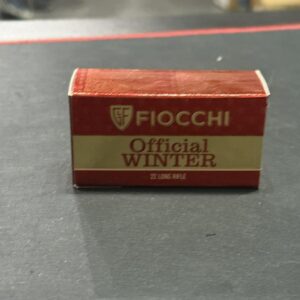 FIOCCHI
Official
WINTER
22 LONG RIFLE